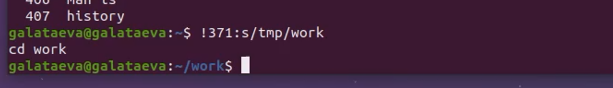 406 man ls
407 history
galataeva@galataeva:~$ !371:s/tmp/work
cd work
galataeva@galataeva:~/work$